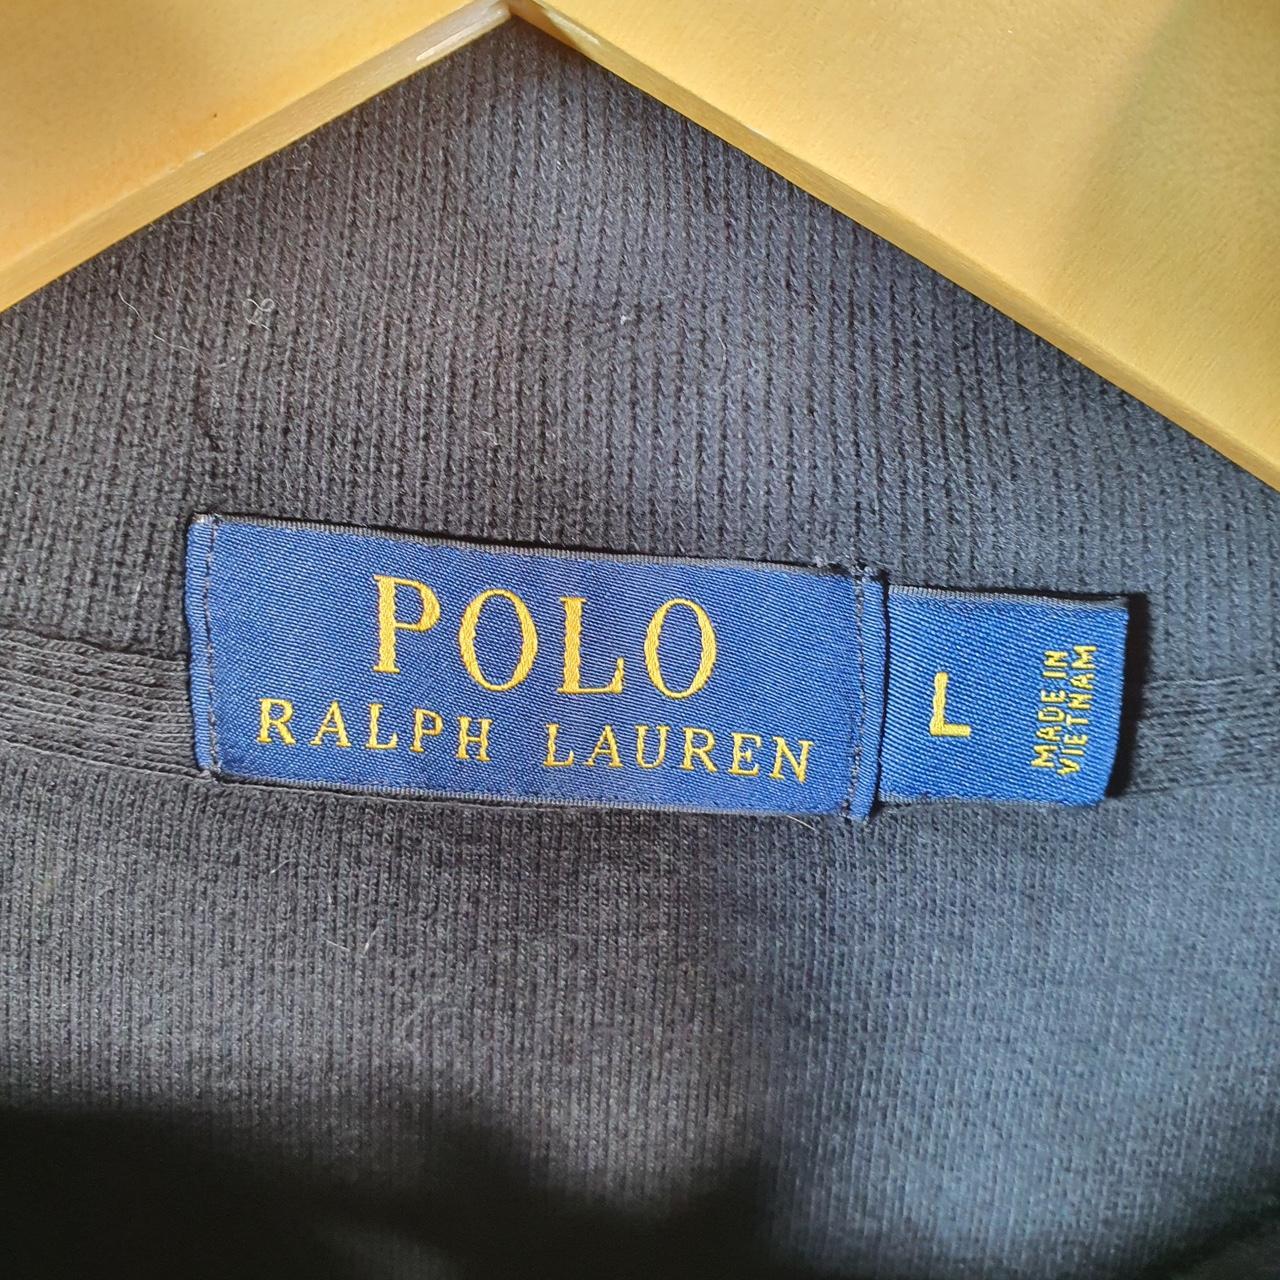 POLO
RALPH LAUREN
L
MADE IN
VIETNAM